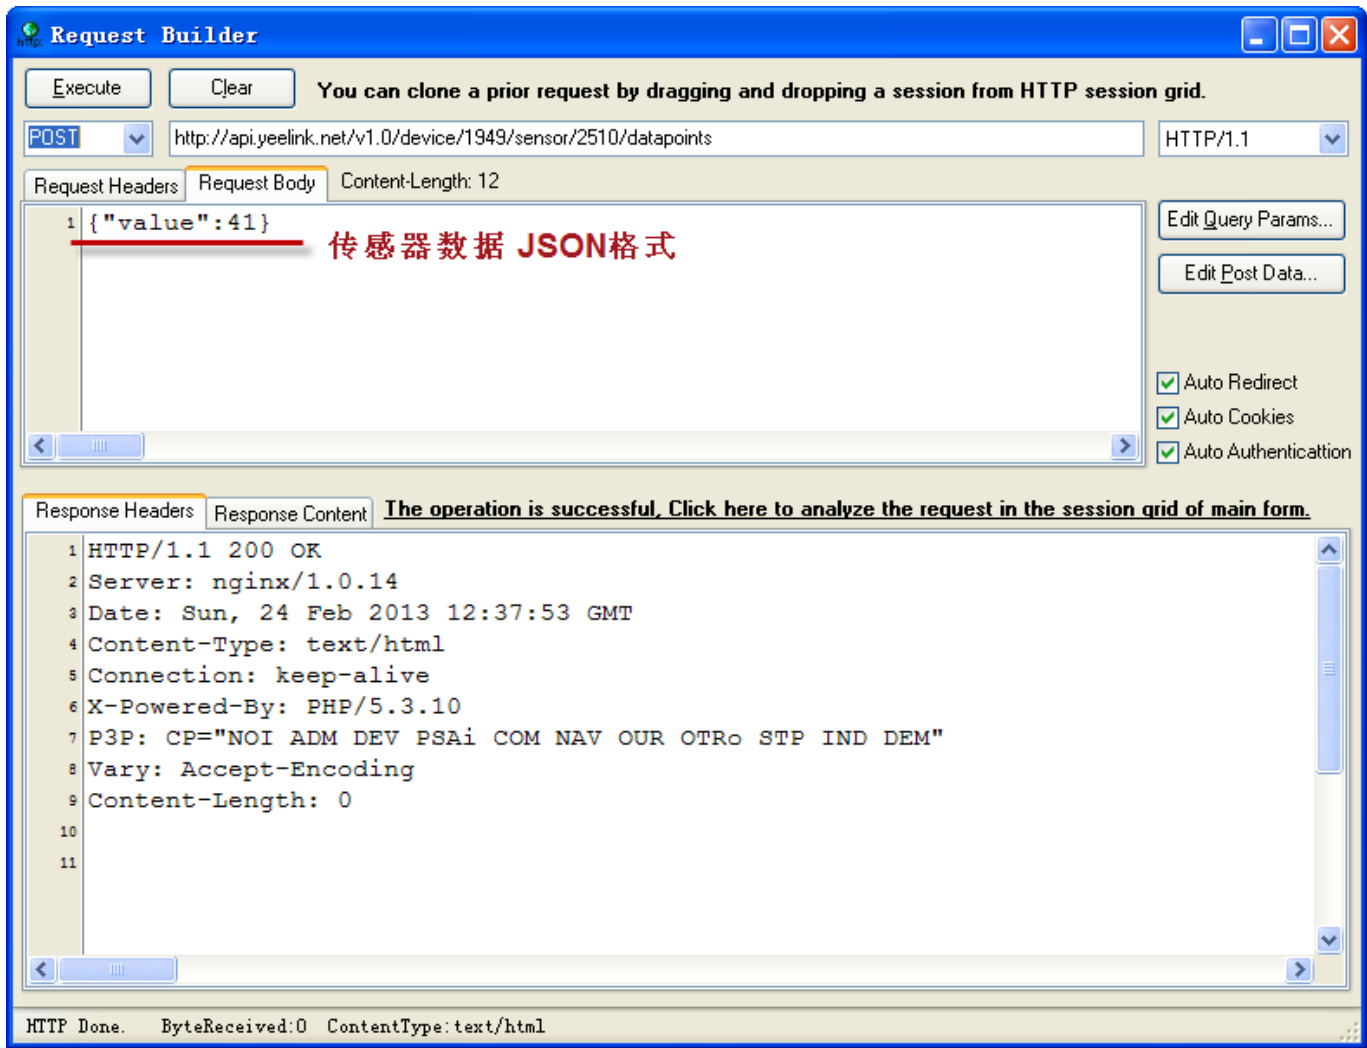 Request Builder
Execute Clear You can clone a prior request by dragging and dropping a session from HTTP session grid.
POST http://api.yeelink.net/v1.0/device/1949/sensor/2510/datapoints HTTP/1.1
Request Headers Request Body Content-Length: 12
1 {"value":41}
传感器数据 JSON格式
Edit Query Params...
Edit Post Data...
Auto Redirect
Auto Cookies
Auto Authenticattion
Response Headers Response Content The operation is successful, Click here to analyze the request in the session grid of main form.
1 HTTP/1.1 200 OK
2 Server: nginx/1.0.14
3 Date: Sun, 24 Feb 2013 12:37:53 GMT
4 Content-Type: text/html
5 Connection: keep-alive
6 X-Powered-By: PHP/5.3.10
7 P3P: CP="NOI ADM DEV PSAi COM NAV OUR OTRo STP IND DEM"
8 Vary: Accept-Encoding
9 Content-Length: 0
10
11
HTTP Done. ByteReceived:0 ContentType:text/html